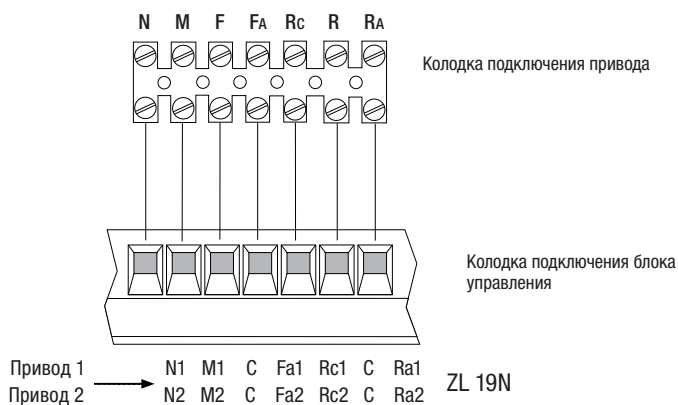 N M F FA RC R RA
Колодка подключения привода
Колодка подключения блока
управления
Привод 1 N1 M1 C Fa1 Rc1 C Ra1
Привод 2 N2 M2 C Fa2 Rc2 C Ra2
ZL 19N